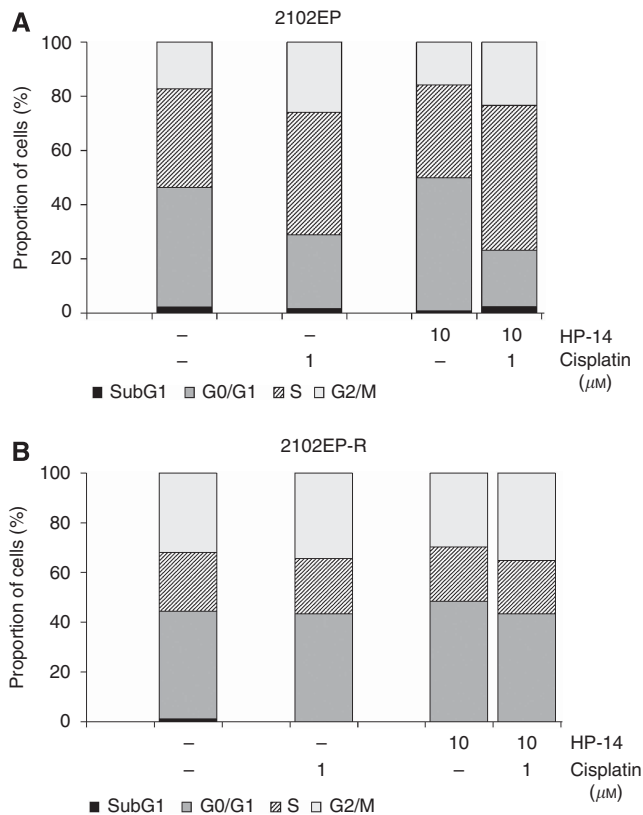 A
2102EP
Proportion of cells (%)
100
80
60
40
20
0
– – 10 10 HP-14
– 1 – 1 Cisplatin
(μM)
SubG1 G0/G1 S G2/M
B
2102EP-R
Proportion of cells (%)
100
80
60
40
20
0
– – 10 10 HP-14
– 1 – 1 Cisplatin
(μM)
SubG1 G0/G1 S G2/M